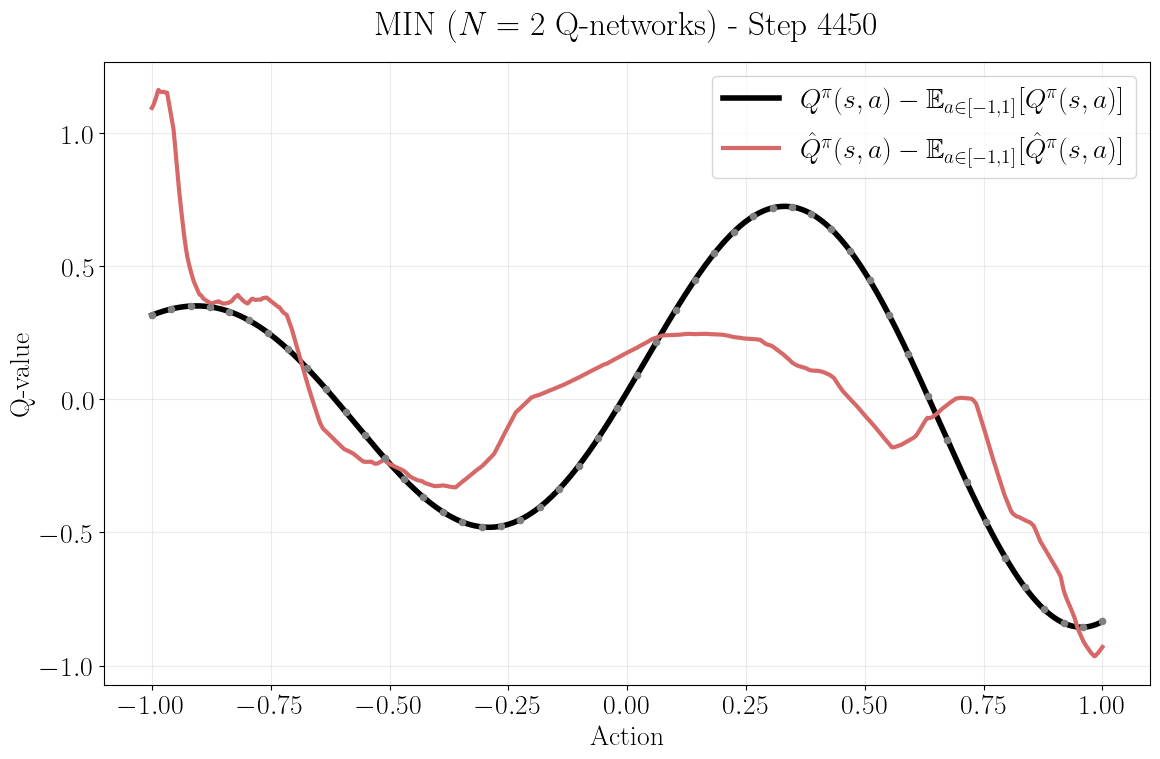 MIN (N = 2 Q-networks) - Step 4450
Q^π(s, a) − 𝔼_{a∈[−1,1]}[Q^π(s, a)]
Q̂^π(s, a) − 𝔼_{a∈[−1,1]}[Q̂^π(s, a)]
Q-value
1.0
0.5
0.0
−0.5
−1.0
−1.00 −0.75 −0.50 −0.25 0.00 0.25 0.50 0.75 1.00
Action